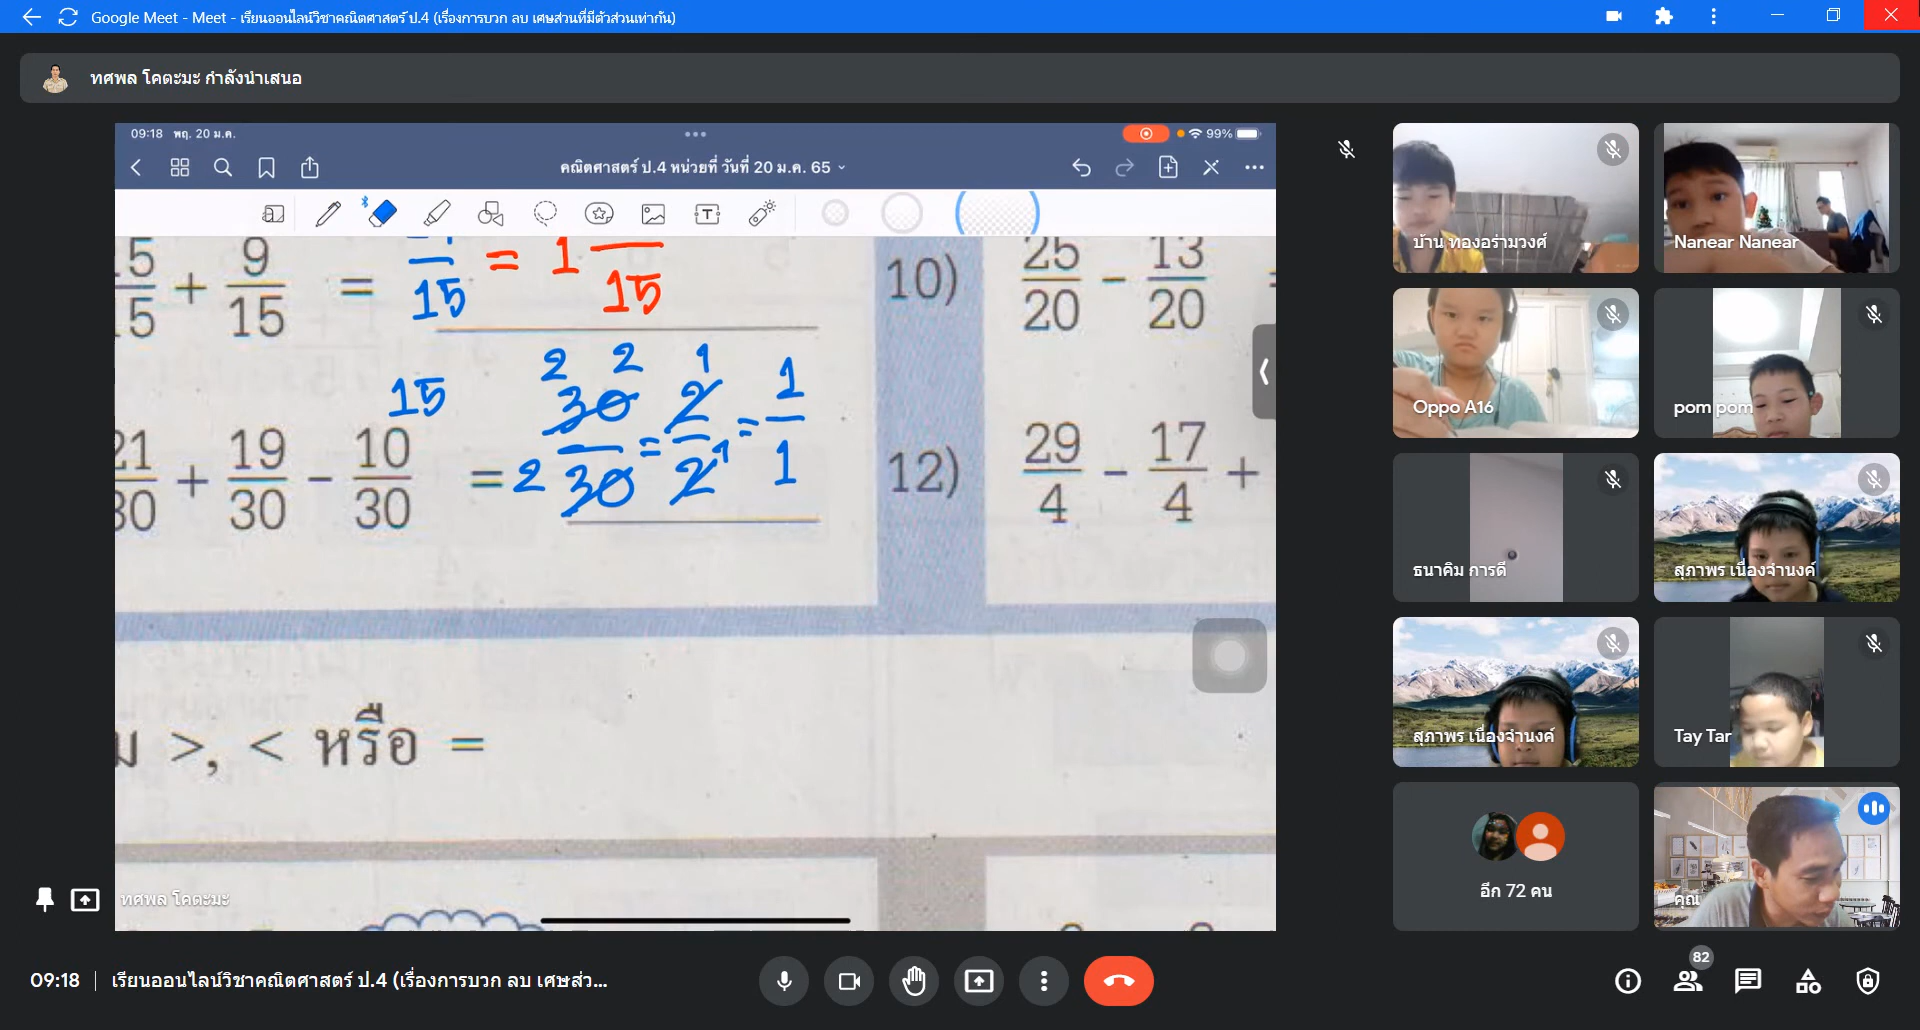 Google Meet - Meet - เรียนออนไลน์วิชาคณิตศาสตร์ ป.4 (เรื่องการบวก ลบ เศษส่วนที่มีตัวส่วนเท่ากัน)
ทศพล โคตะมะ กำลังนำเสนอ
09:18 พฤ. 20 ม.ค.
99%
คณิตศาสตร์ ป.4 หน่วยที่ วันที่ 20 ม.ค. 65
5/5 + 9/15 = /15 = 1 /15
10) 25/20 - 13/20 =
15
21/30 + 19/30 - 10/30 = 2 2 30/30 2 = 2/2 1 1 = 1/1
12) 29/4 - 17/4 +
ม >, < หรือ =
ทศพล โคตะมะ
บ้าน ทองอร่ามวงศ์
Nanear Nanear
Oppo A16
pom pom
ธนาคิม การดี
สุภาพร เนื่องจำนงค์
สุภาพร เนื่องจำนงค์
Tay Tar
อีก 72 คน
คุณ
09:18 | เรียนออนไลน์วิชาคณิตศาสตร์ ป.4 (เรื่องการบวก ลบ เศษส่ว...
82